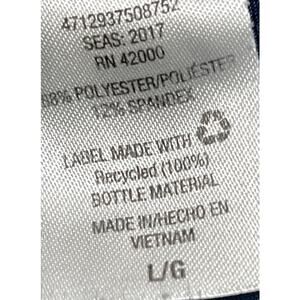 4712937508752
SEAS: 2017
RN 42000
88% POLYESTER/POLIÉSTER
12% SPANDEX
LABEL MADE WITH
Recycled (100%)
BOTTLE MATERIAL
MADE IN/HECHO EN
VIETNAM
L/G